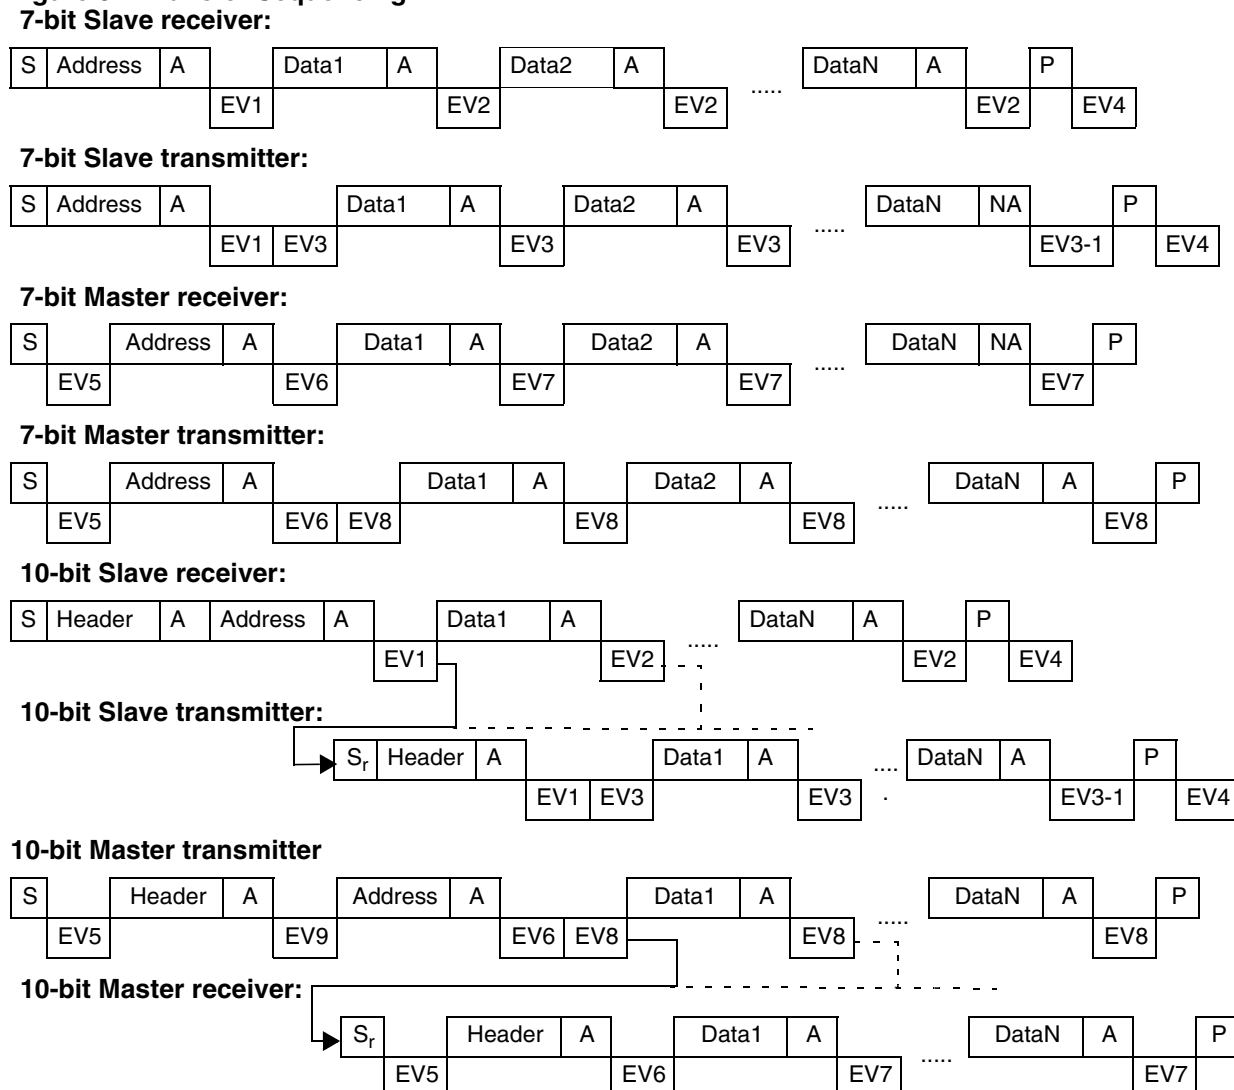 7-bit Slave receiver:
S Address A Data1 A Data2 A ..... DataN A P
EV1 EV2 EV2 EV2 EV4
7-bit Slave transmitter:
S Address A Data1 A Data2 A ..... DataN NA P
EV1 EV3 EV3 EV3 EV3-1 EV4
7-bit Master receiver:
S Address A Data1 A Data2 A ..... DataN NA P
EV5 EV6 EV7 EV7 EV7
7-bit Master transmitter:
S Address A Data1 A Data2 A ..... DataN A P
EV5 EV6 EV8 EV8 EV8 EV8
10-bit Slave receiver:
S Header A Address A Data1 A ..... DataN A P
EV1 EV2 EV2 EV4
10-bit Slave transmitter:
Sr Header A Data1 A .... DataN A P
EV1 EV3 EV3 . EV3-1 EV4
10-bit Master transmitter
S Header A Address A Data1 A ..... DataN A P
EV5 EV9 EV6 EV8 EV8 EV8
10-bit Master receiver:
Sr Header A Data1 A ..... DataN A P
EV5 EV6 EV7 EV7